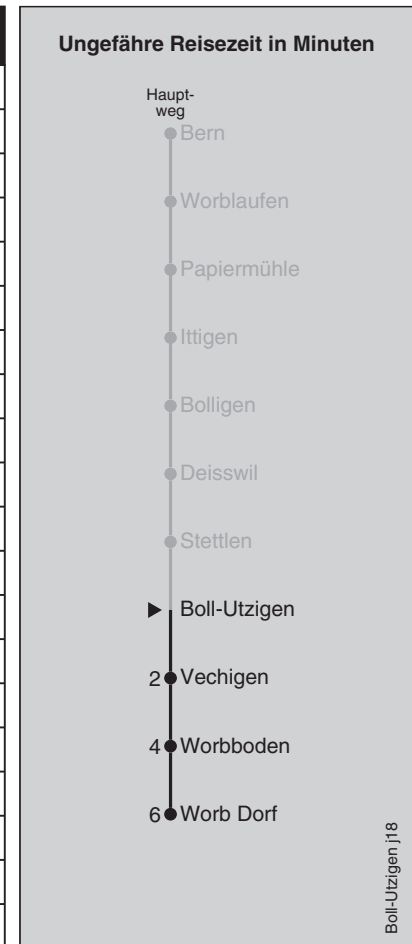 Ungefähre Reisezeit in Minuten
Haupt-
weg
Bern
Worblaufen
Papiermühle
Ittigen
Bolligen
Deisswil
Stettlen
Boll-Utzigen
2 Vechigen
4 Worbboden
6 Worb Dorf
Boll-Utzigen j18